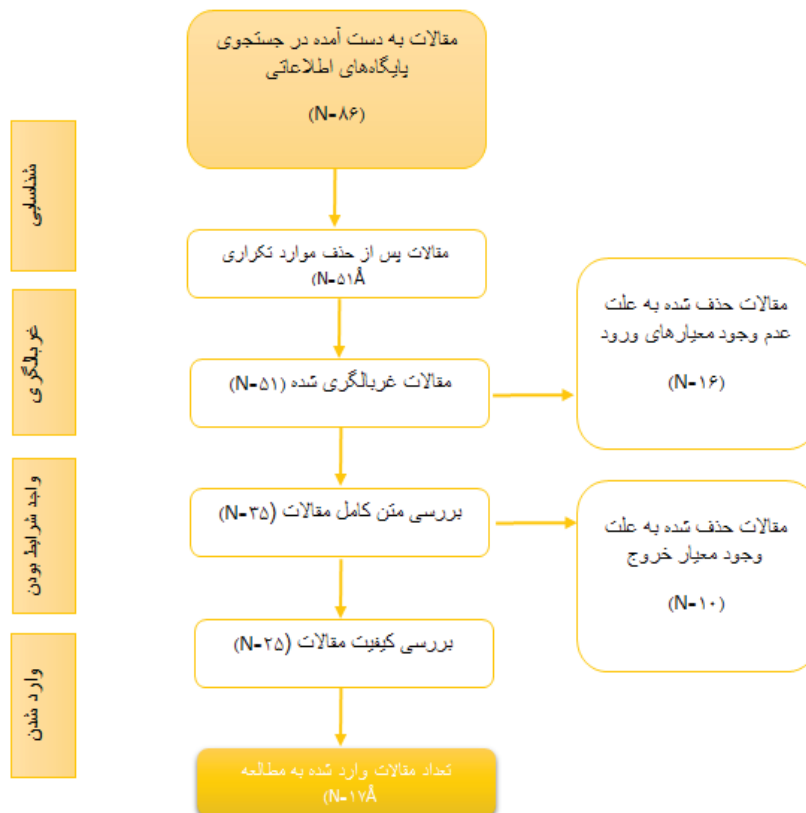 مقالات به دست آمده در جستجوی
پایگاه‌های اطلاعاتی
(N-۸۶)
شناسایی
مقالات پس از حذف موارد تکراری
(N-۵۱Å
غربالگری
مقالات غربالگری شده (N-۵۱)
مقالات حذف شده به علت
عدم وجود معیارهای ورود
(N-۱۶)
واجد شرایط بودن
بررسی متن کامل مقالات (N-۳۵)
مقالات حذف شده به علت
وجود معیار خروج
(N-۱۰)
بررسی کیفیت مقالات (N-۲۵)
وارد شدن
تعداد مقالات وارد شده به مطالعه
(N-۱۷Å